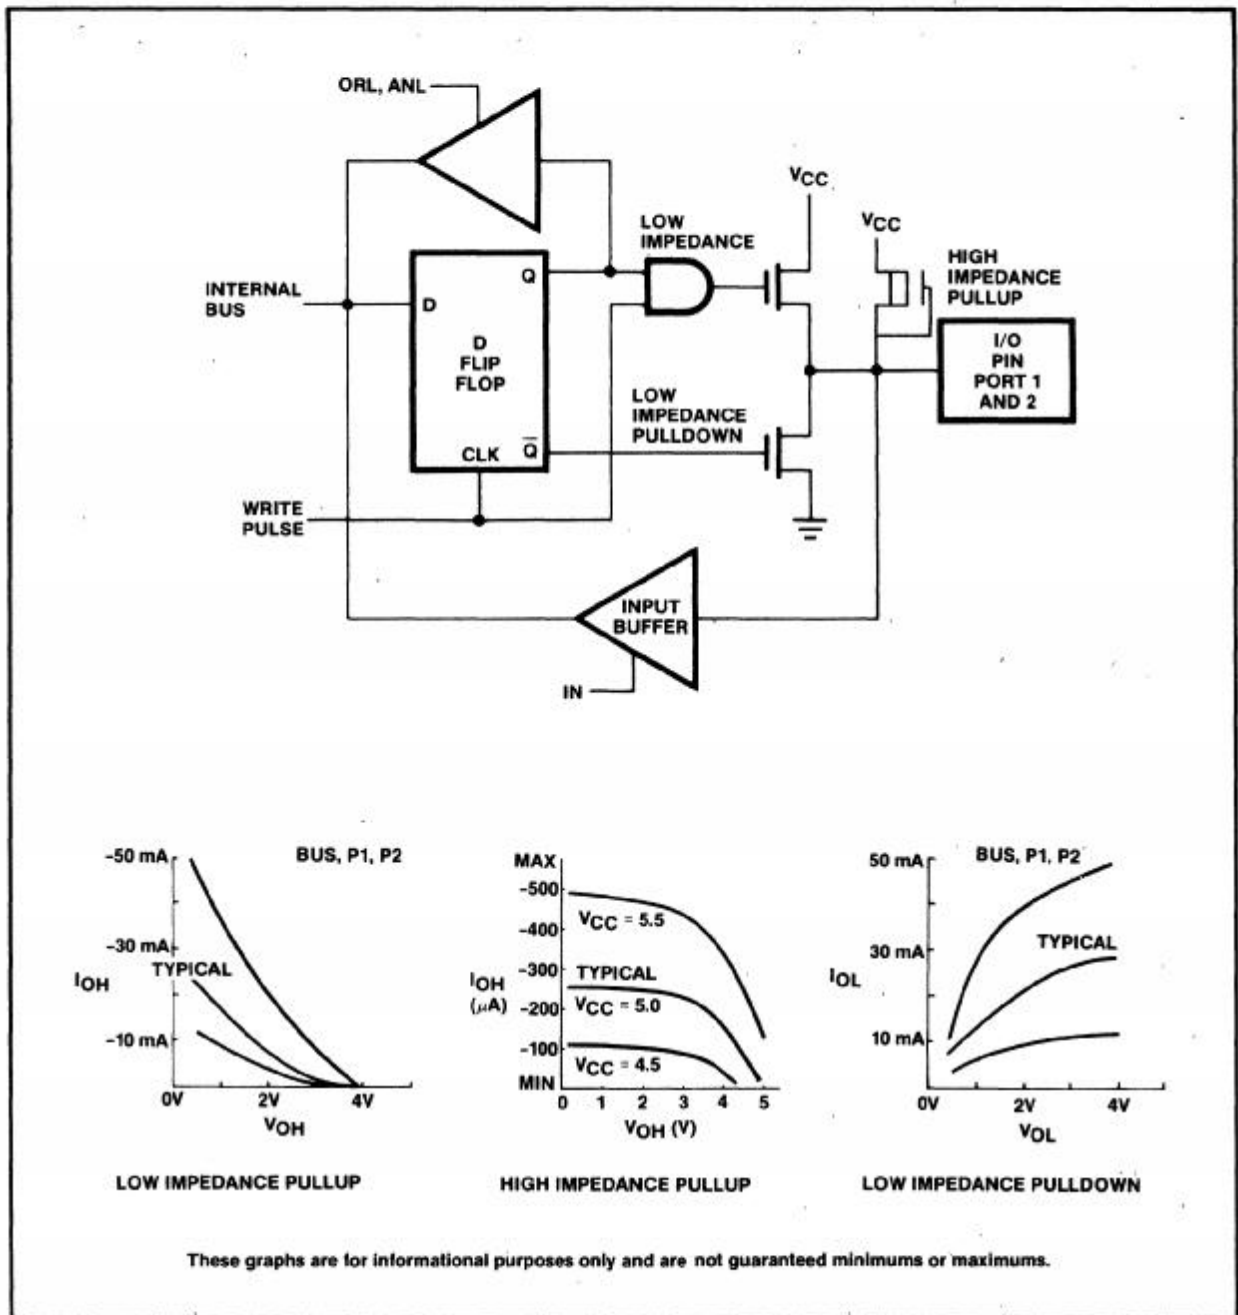 ORL, ANL
VCC
LOW
IMPEDANCE
VCC
HIGH
IMPEDANCE
PULLUP
INTERNAL
BUS
Q
D
D
FLIP
FLOP
I/O
PIN
PORT 1
AND 2
LOW
IMPEDANCE
PULLDOWN
CLK
Q̅
WRITE
PULSE
INPUT
BUFFER
IN
-50 mA
BUS, P1, P2
-30 mA
TYPICAL
IOH
-10 mA
0V
2V
4V
VOH
LOW IMPEDANCE PULLUP
MAX
-500
VCC = 5.5
-400
-300
TYPICAL
IOH
(μA)
-200
VCC = 5.0
-100
VCC = 4.5
MIN
0 1 2 3 4 5
VOH (V)
HIGH IMPEDANCE PULLUP
50 mA
BUS, P1, P2
TYPICAL
30 mA
IOL
10 mA
0V
2V
4V
VOL
LOW IMPEDANCE PULLDOWN
These graphs are for informational purposes only and are not guaranteed minimums or maximums.